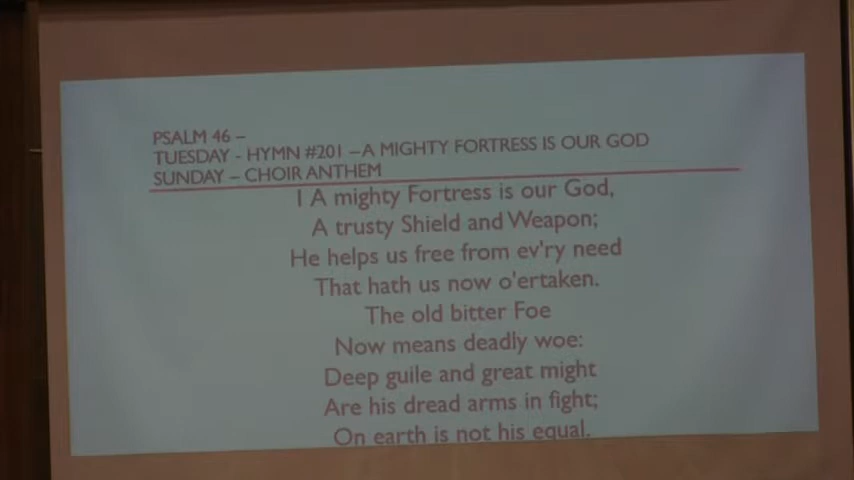 PSALM 46 –
TUESDAY - HYMN #201 –A MIGHTY FORTRESS IS OUR GOD
SUNDAY – CHOIR ANTHEM
1 A mighty Fortress is our God,
A trusty Shield and Weapon;
He helps us free from ev'ry need
That hath us now o'ertaken.
The old bitter Foe
Now means deadly woe:
Deep guile and great might
Are his dread arms in fight;
On earth is not his equal.